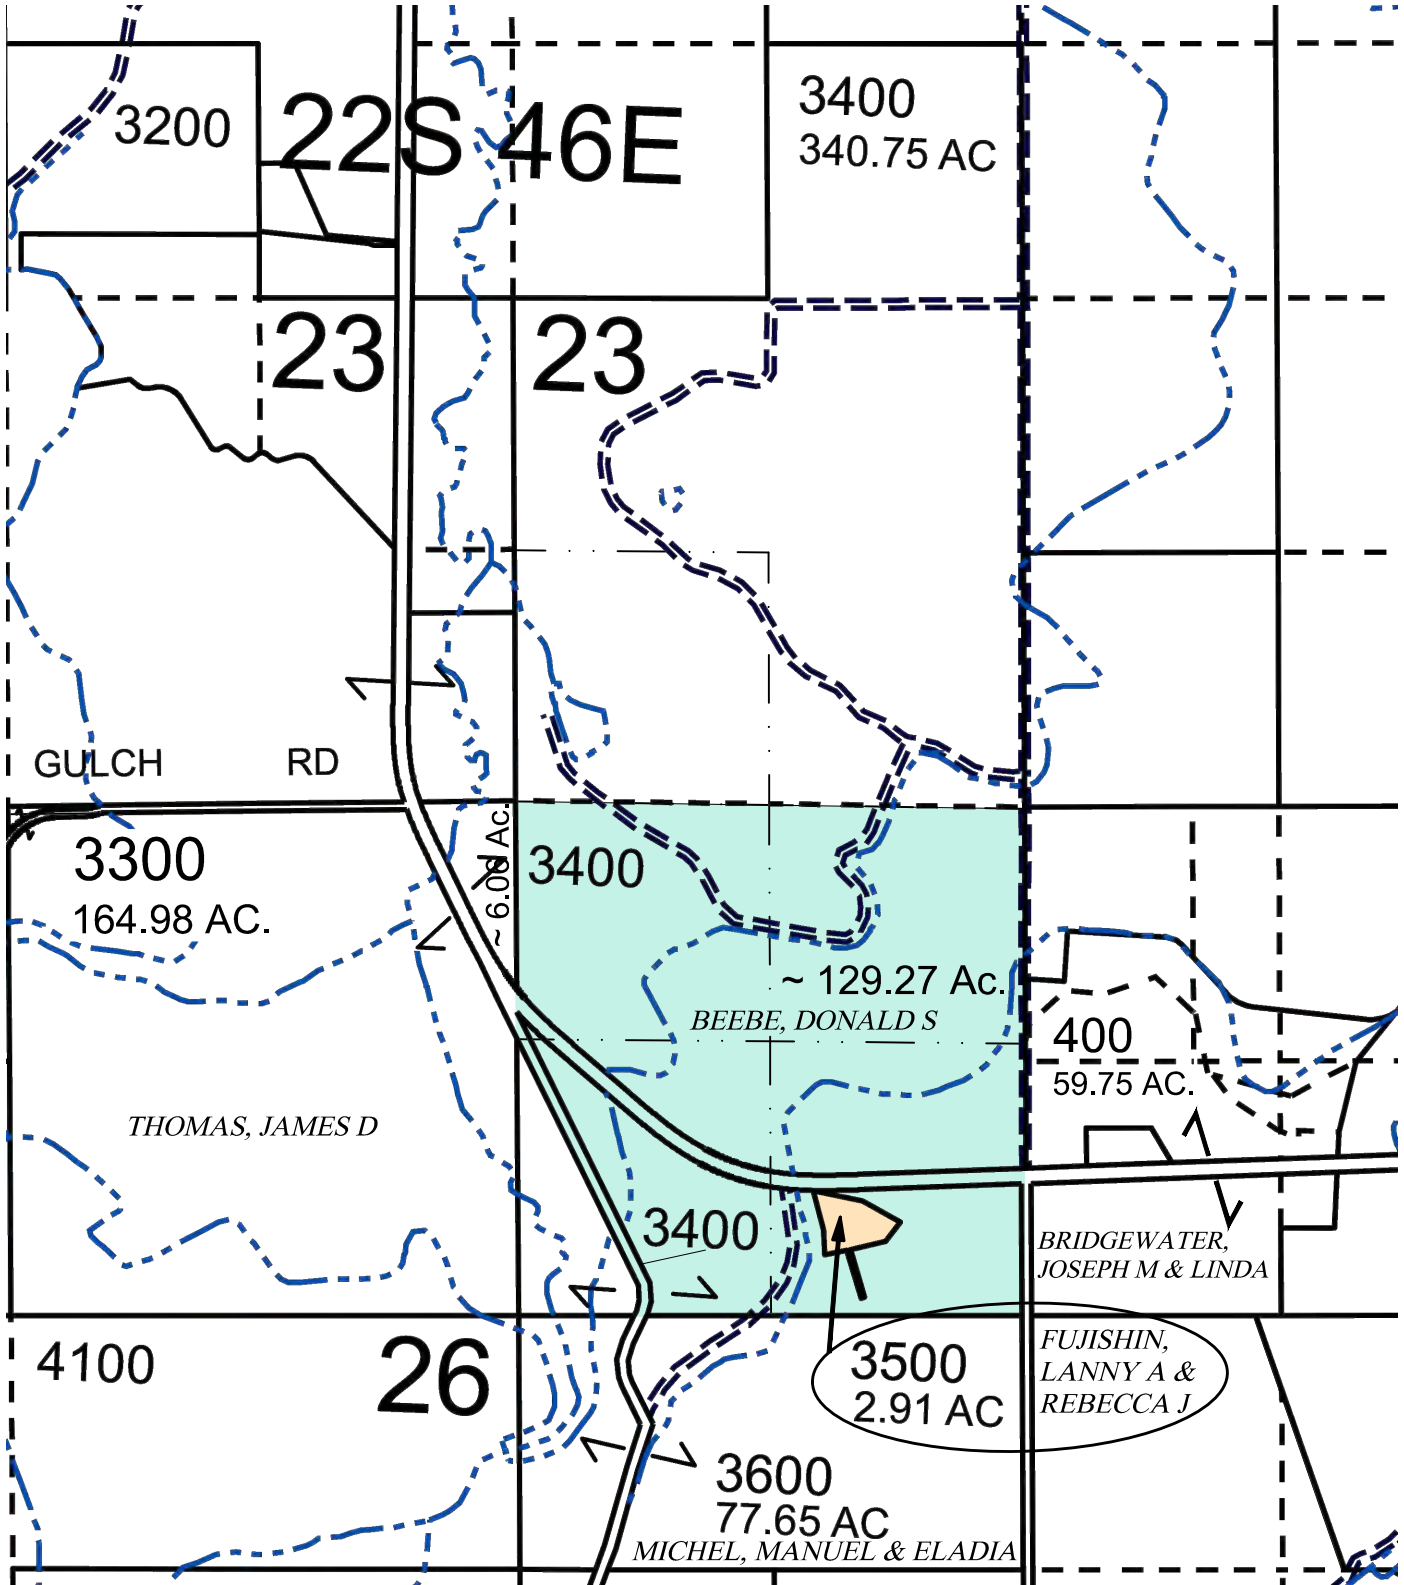 3200
22S 46E
3400
340.75 AC
23
23
GULCH RD
3300
164.98 AC.
~ 6.06 Ac.
3400
~ 129.27 Ac.
BEEBE, DONALD S
400
59.75 AC.
THOMAS, JAMES D
3400
BRIDGEWATER,
JOSEPH M & LINDA
4100
26
3500
2.91 AC
FUJISHIN,
LANNY A &
REBECCA J
3600
77.65 AC
MICHEL, MANUEL & ELADIA